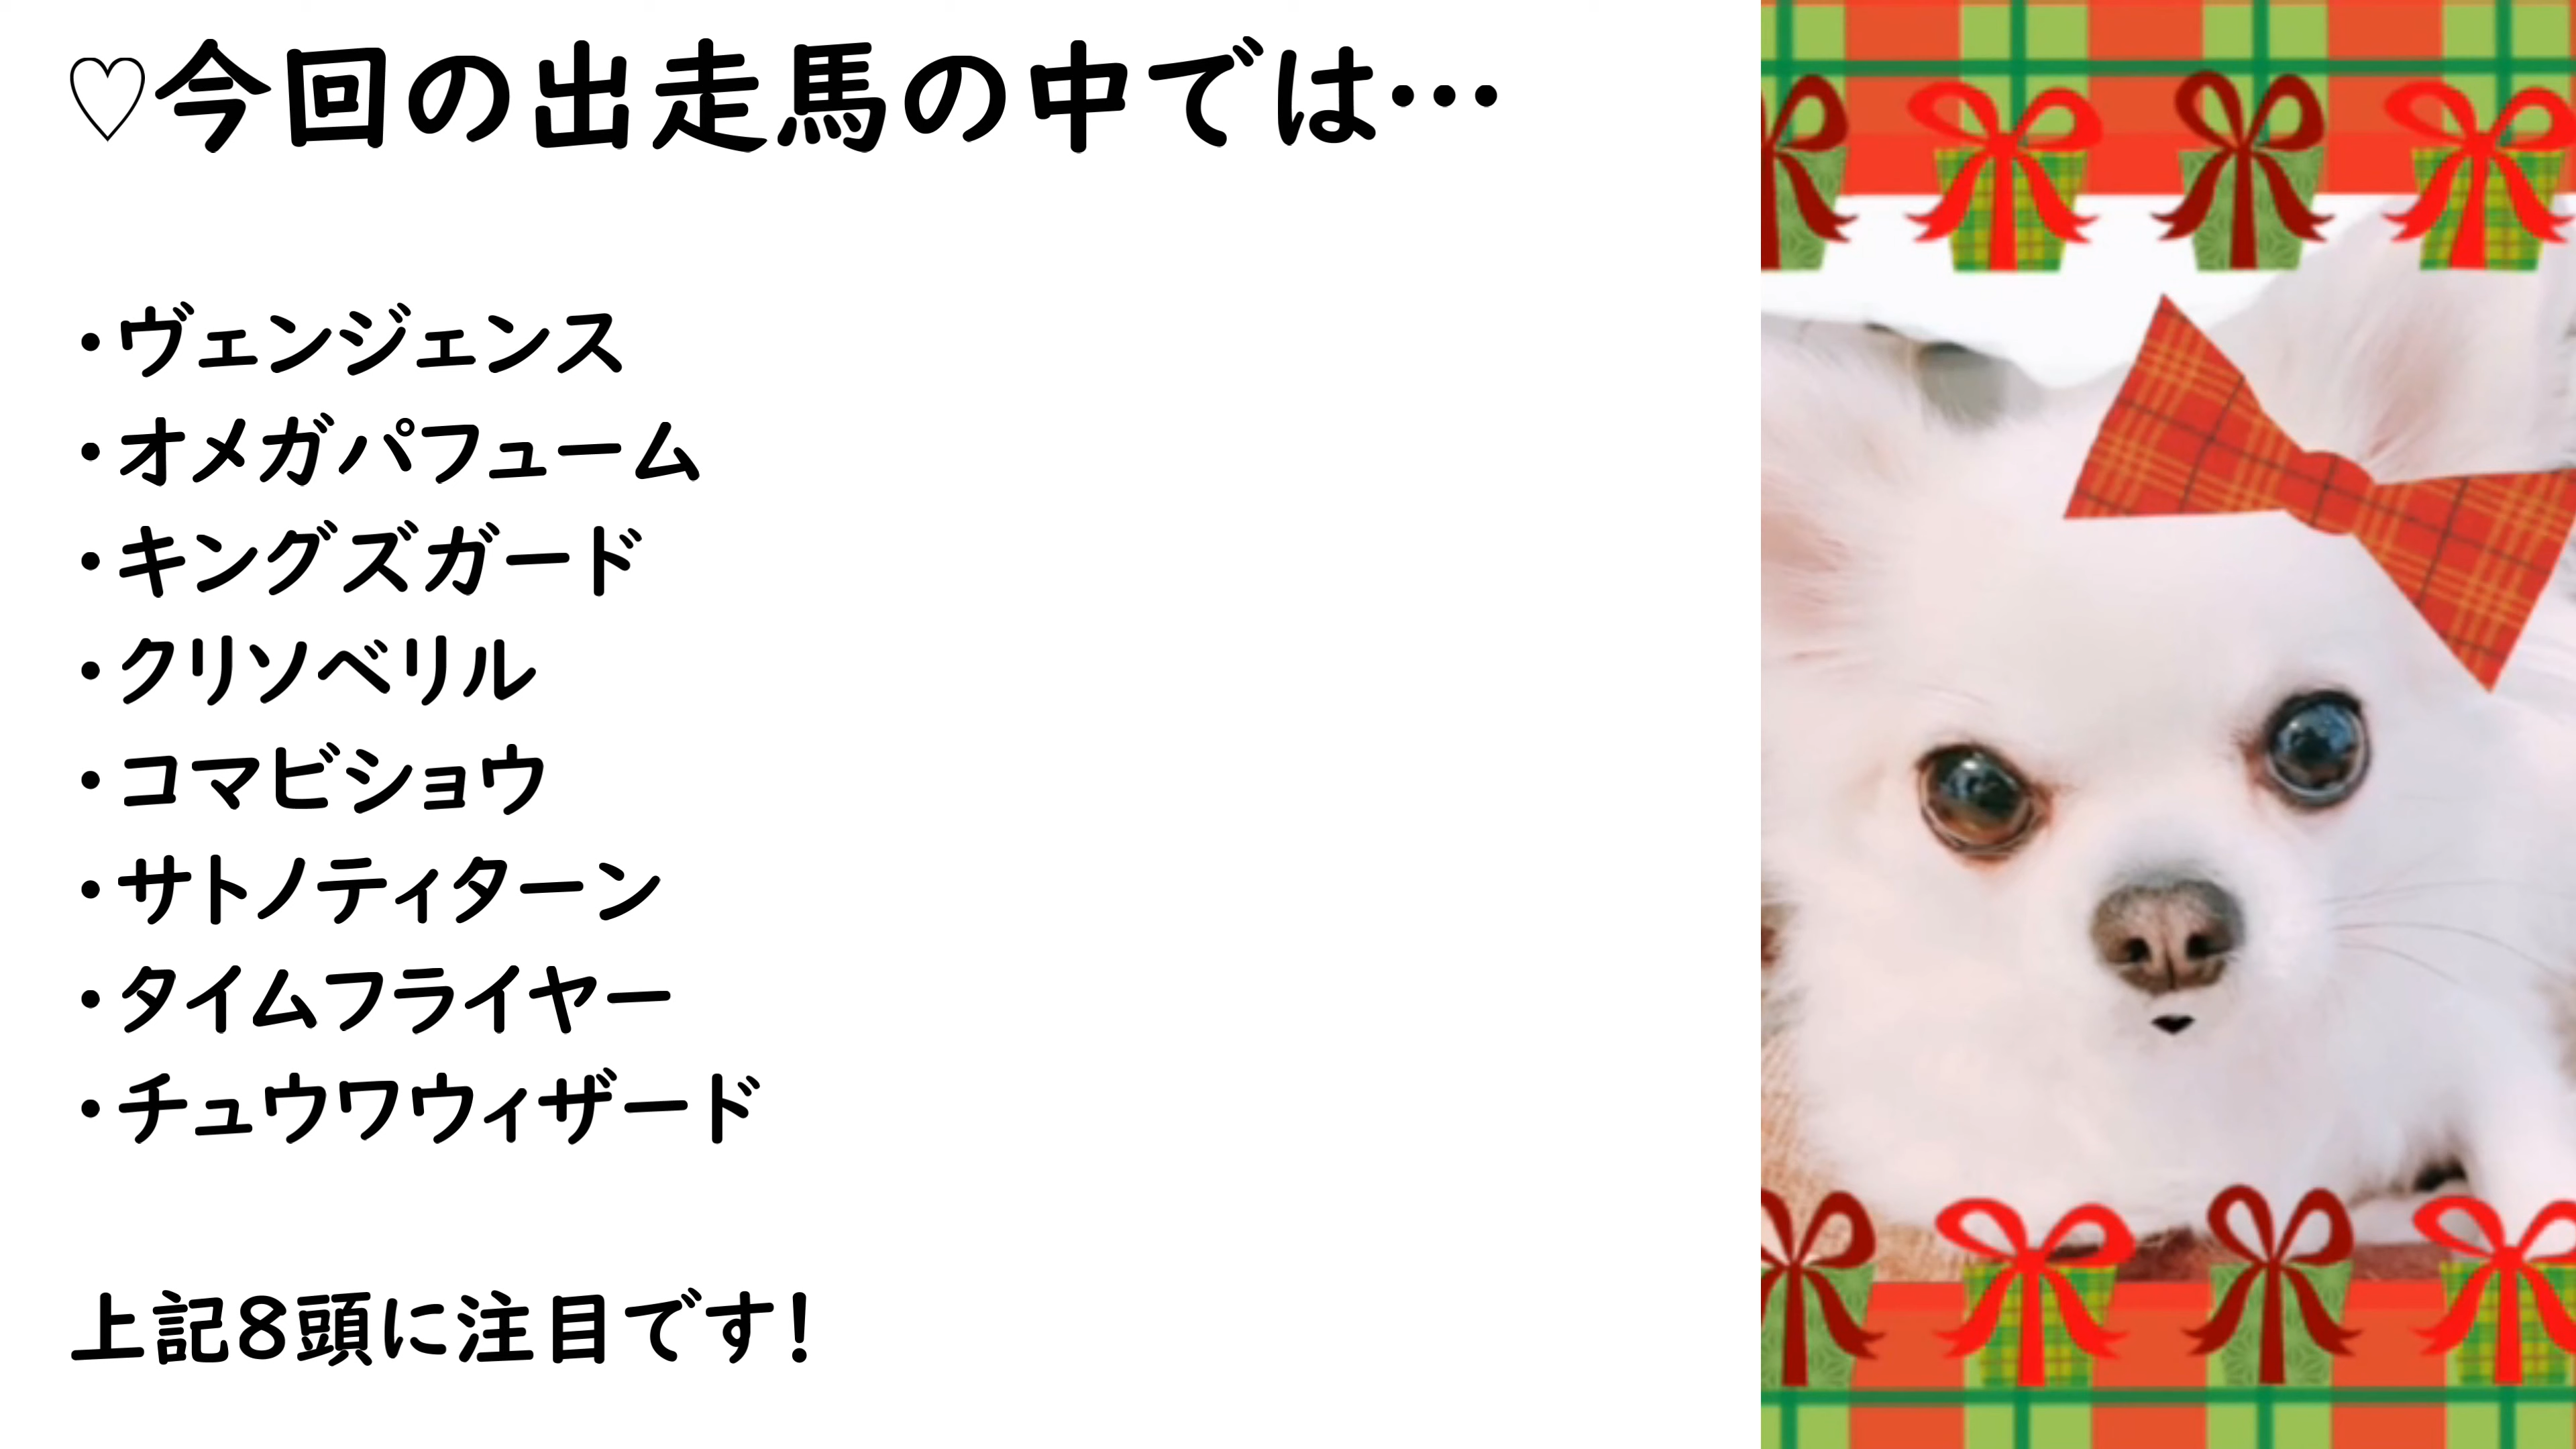 ♡今回の出走馬の中では…
・ヴェンジェンス
・オメガパフューム
・キングズガード
・クリソベリル
・コマビショウ
・サトノティターン
・タイムフライヤー
・チュウワウィザード
上記8頭に注目です!